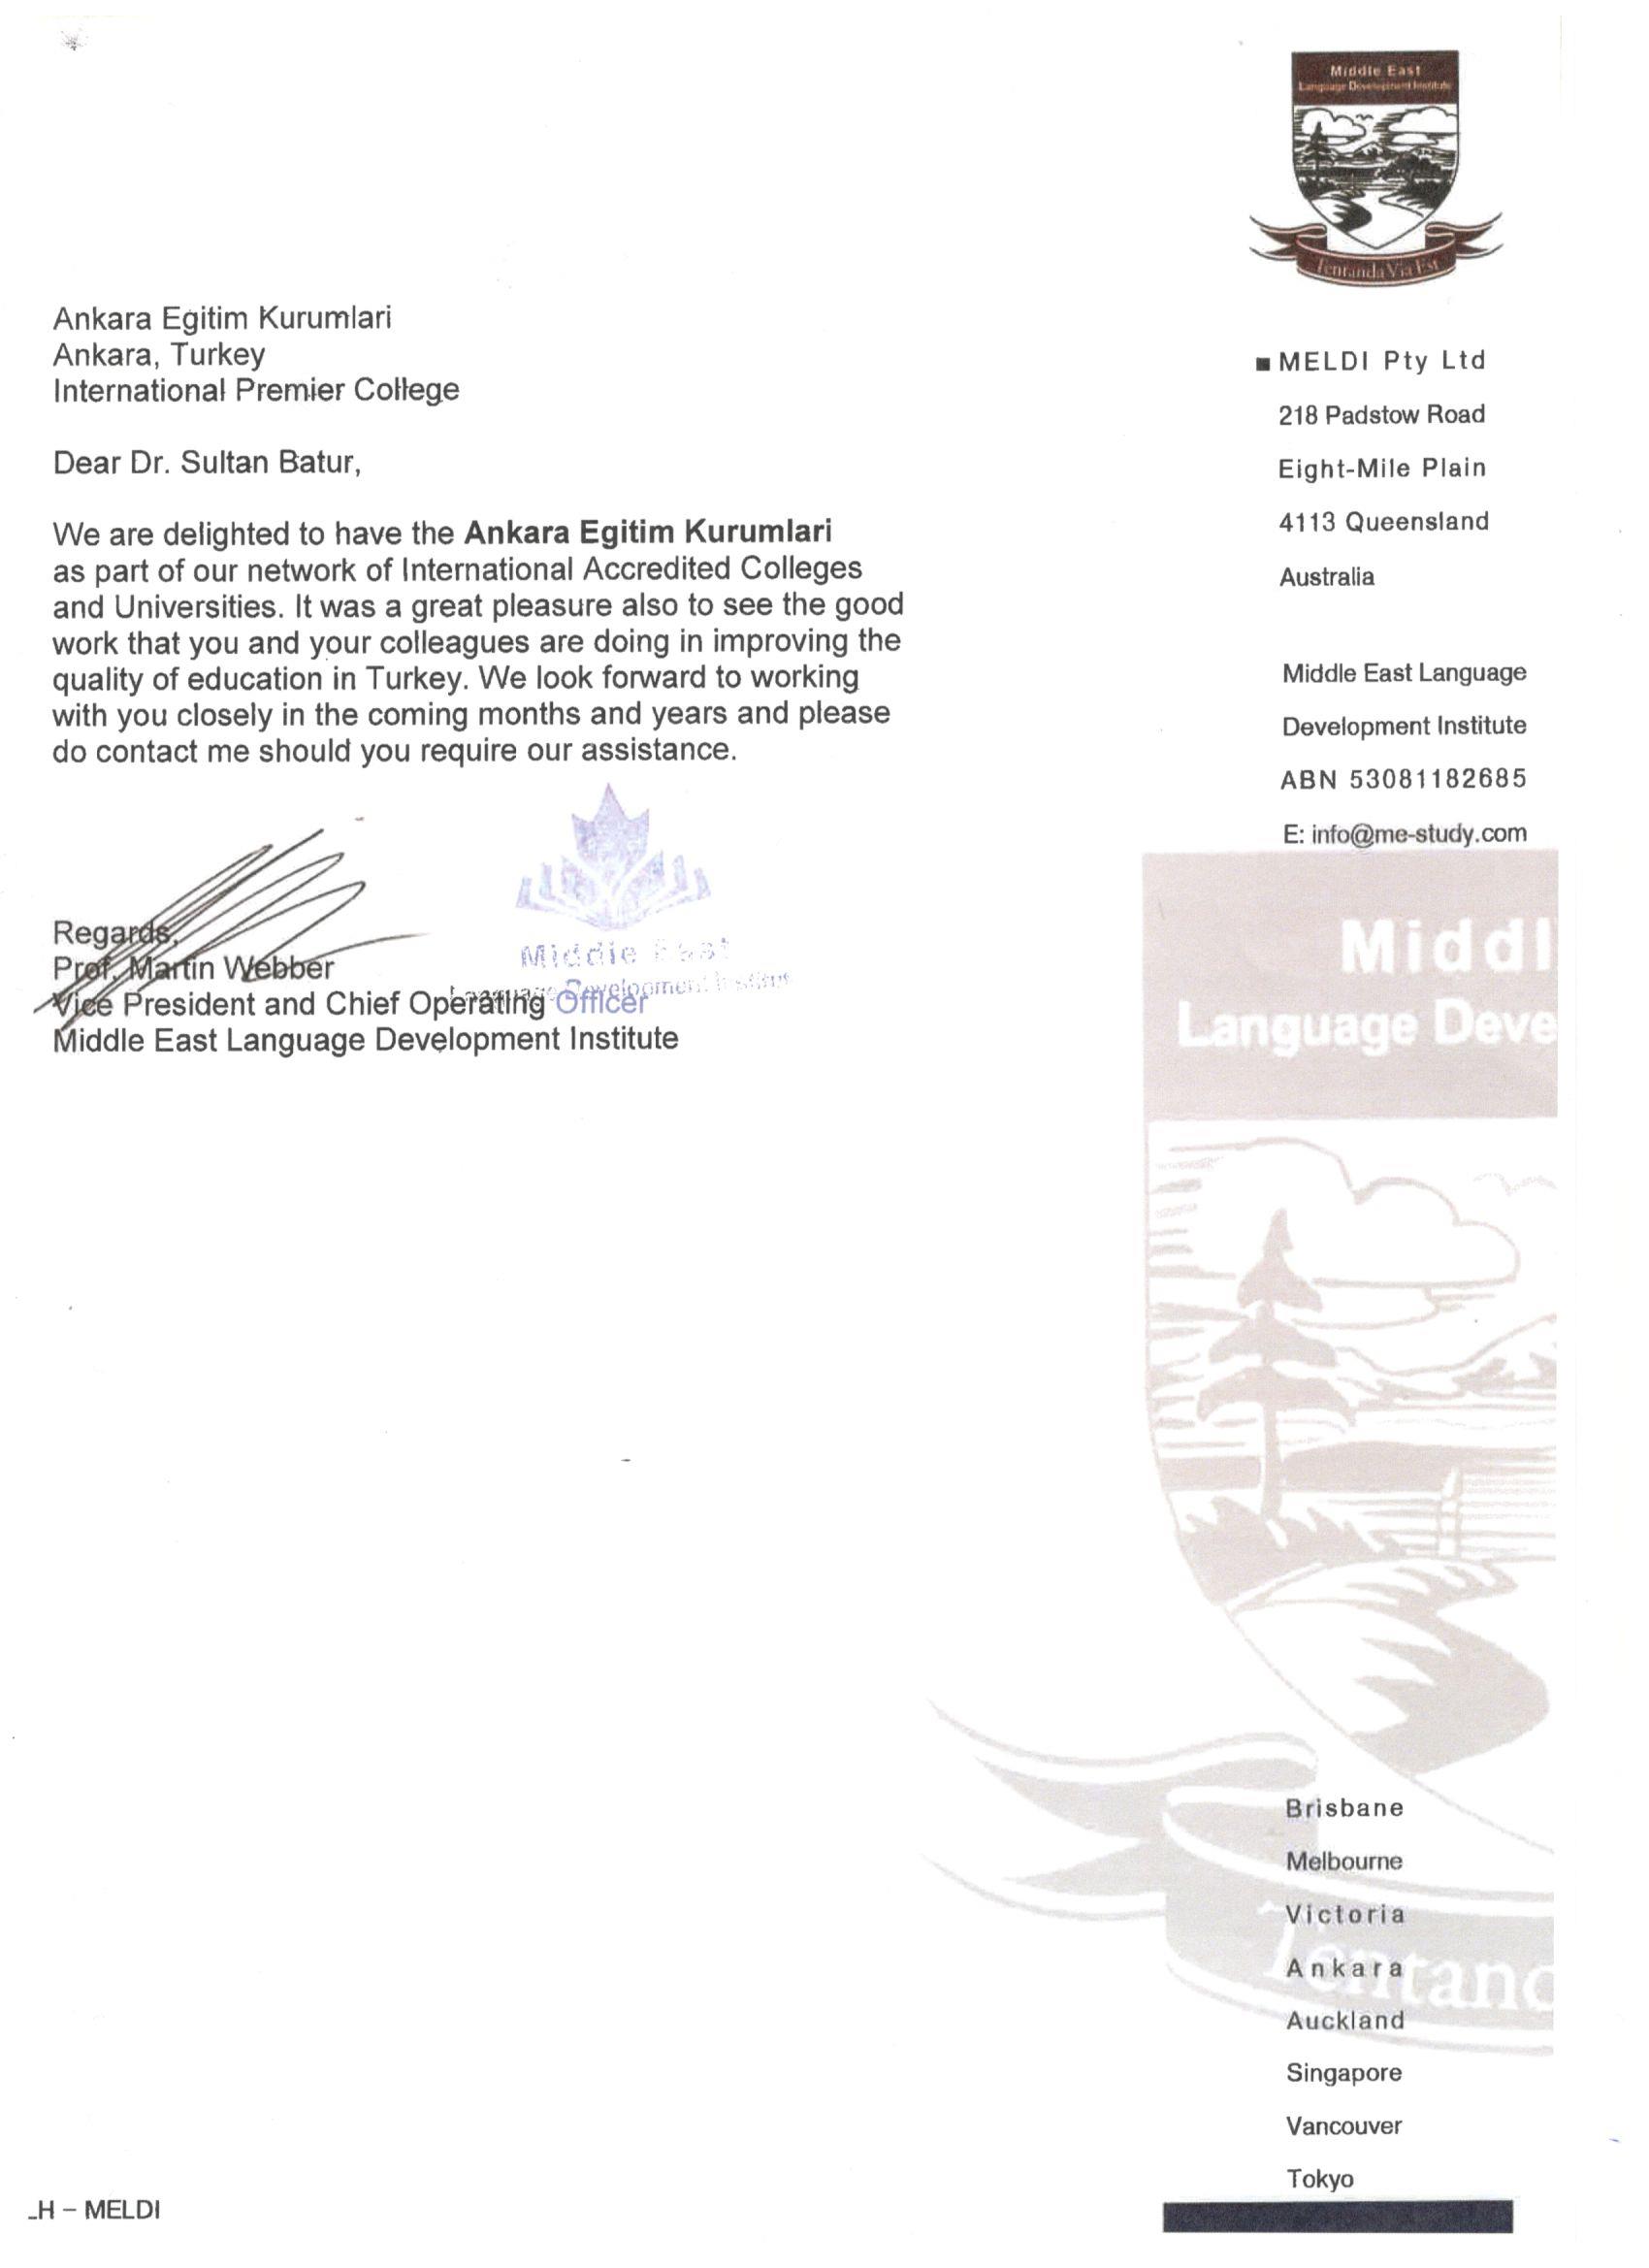 Middle East
Language Development Institute
Tentanda Via Est
Ankara Egitim Kurumlari
Ankara, Turkey
International Premier College
Dear Dr. Sultan Batur,
We are delighted to have the Ankara Egitim Kurumlari
as part of our network of International Accredited Colleges
and Universities. It was a great pleasure also to see the good
work that you and your colleagues are doing in improving the
quality of education in Turkey. We look forward to working
with you closely in the coming months and years and please
do contact me should you require our assistance.
Regards,
Prof. Martin Webber
Vice President and Chief Operating Officer
Middle East Language Development Institute
Middle East
Language Development Institut
■ MELDI Pty Ltd
218 Padstow Road
Eight-Mile Plain
4113 Queensland
Australia
Middle East Language
Development Institute
ABN 53081182685
E: info@me-study.com
Middl
Language Deve
Tentand
Brisbane
Melbourne
Victoria
Ankara
Auckland
Singapore
Vancouver
Tokyo
LH – MELDI